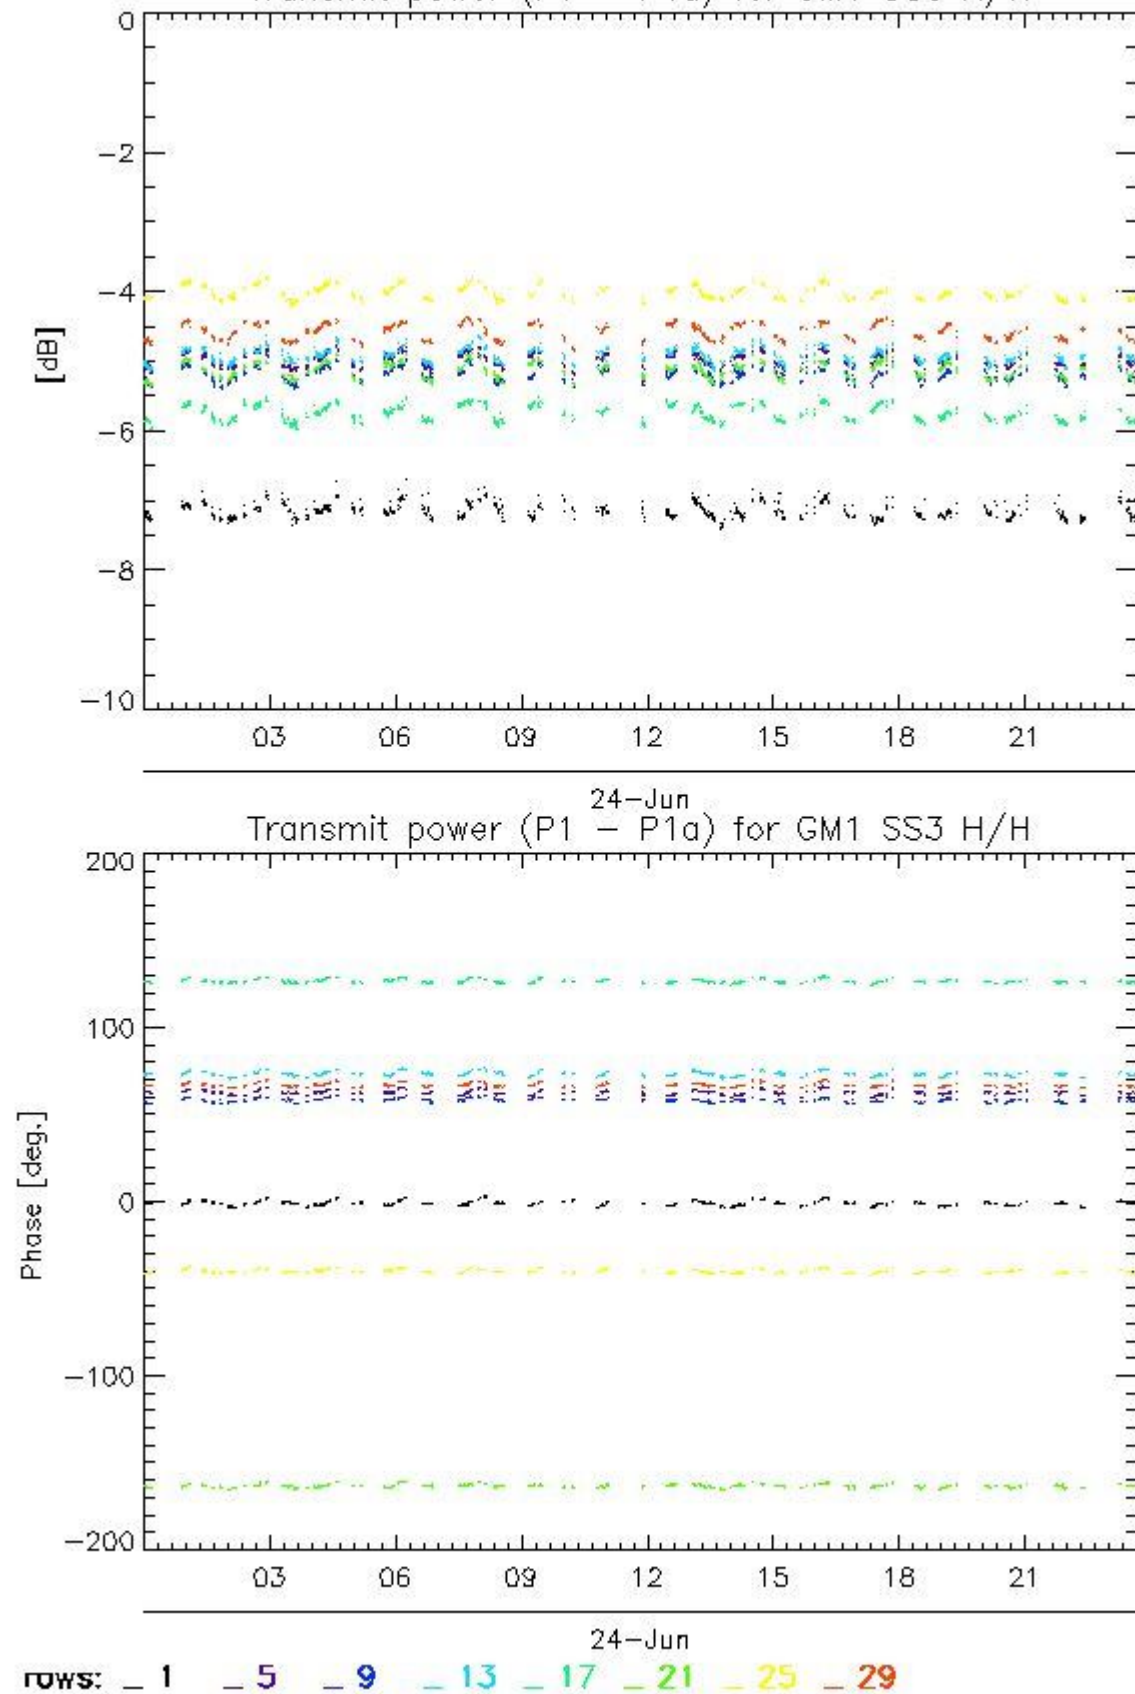 0
−2
−4
[dB]
−6
−8
−10
03 06 09 12 15 18 21
24−Jun
Transmit power (P1 − P1a) for GM1 SS3 H/H
200
100
Phase [deg.]
0
−100
−200
03 06 09 12 15 18 21
24−Jun
rows: _ 1 _ 5 _ 9 _ 13 _ 17 _ 21 _ 25 _ 29